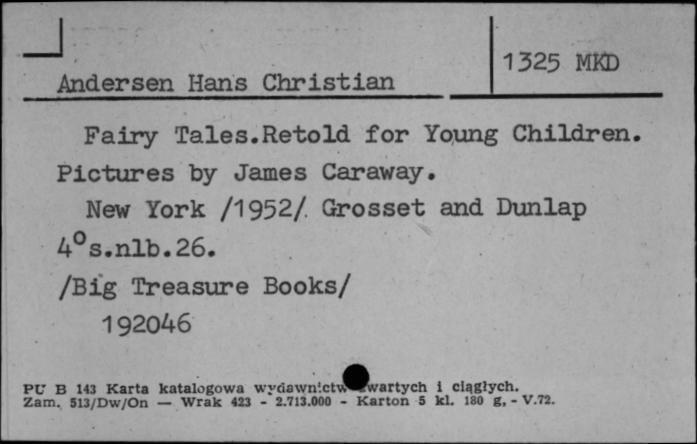 1325 MKD
Andersen Hans Christian
Fairy Tales.Retold for Young Children.
Pictures by James Caraway.
New York /1952/. Grosset and Dunlap
4° s.nlb.26.
/Big Treasure Books/
192046
PU B 143 Karta katalogowa wydawnictw wartych i ciągłych.
Zam. 513/Dw/On — Wrak 423 - 2.713.000 - Karton 5 kl. 180 g, - V.72.